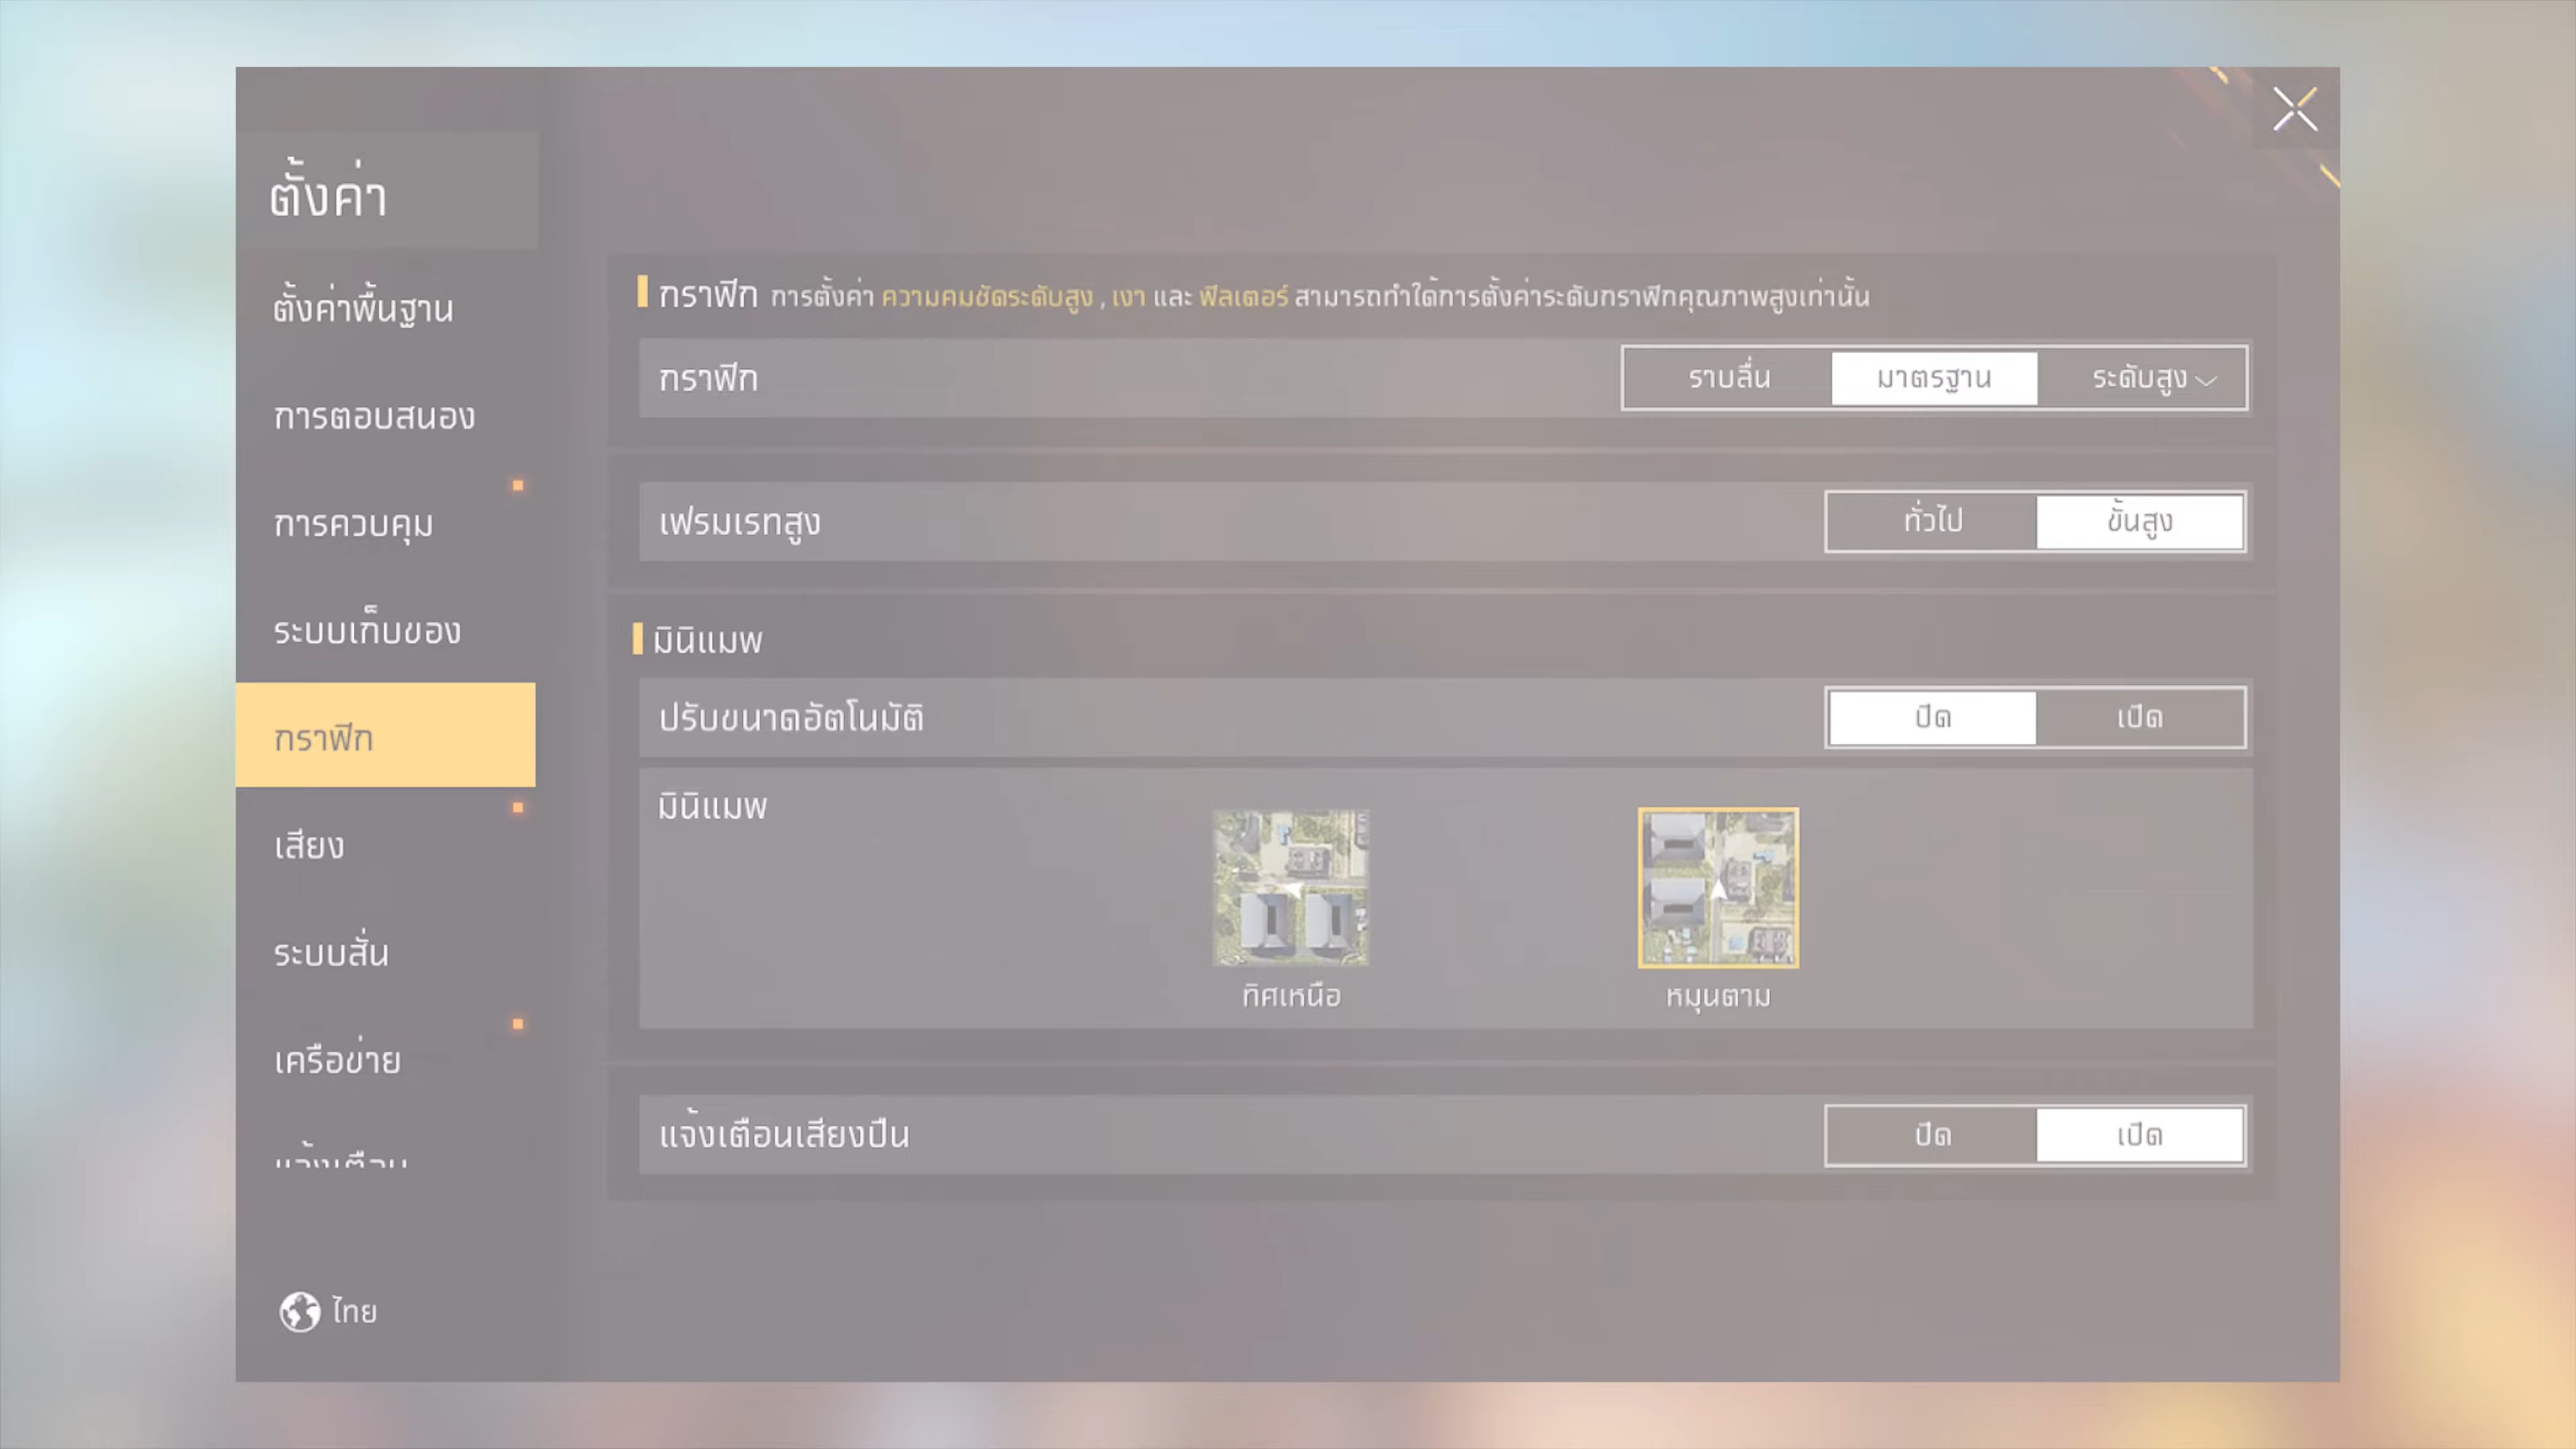 ตั้งค่า
ตั้งค่าพื้นฐาน
การตอบสนอง
การควบคุม
ระบบเก็บของ
กราฟิก
เสียง
ระบบสั่น
เครือข่าย
แจ้งเตือน
ไทย
กราฟิก การตั้งค่า ความคมชัดระดับสูง , เงา และ ฟิลเตอร์ สามารถทำใด้การตั้งค่าระดับกราฟิกคุณภาพสูงเท่านั้น
กราฟิก ราบลื่น มาตรฐาน ระดับสูง
เฟรมเรทสูง ทั่วไป ขั้นสูง
มินิแมพ
ปรับขนาดอัตโนมัติ ปิด เปิด
มินิแมพ
ทิศเหนือ หมุนตาม
แจ้งเตือนเสียงปืน ปิด เปิด